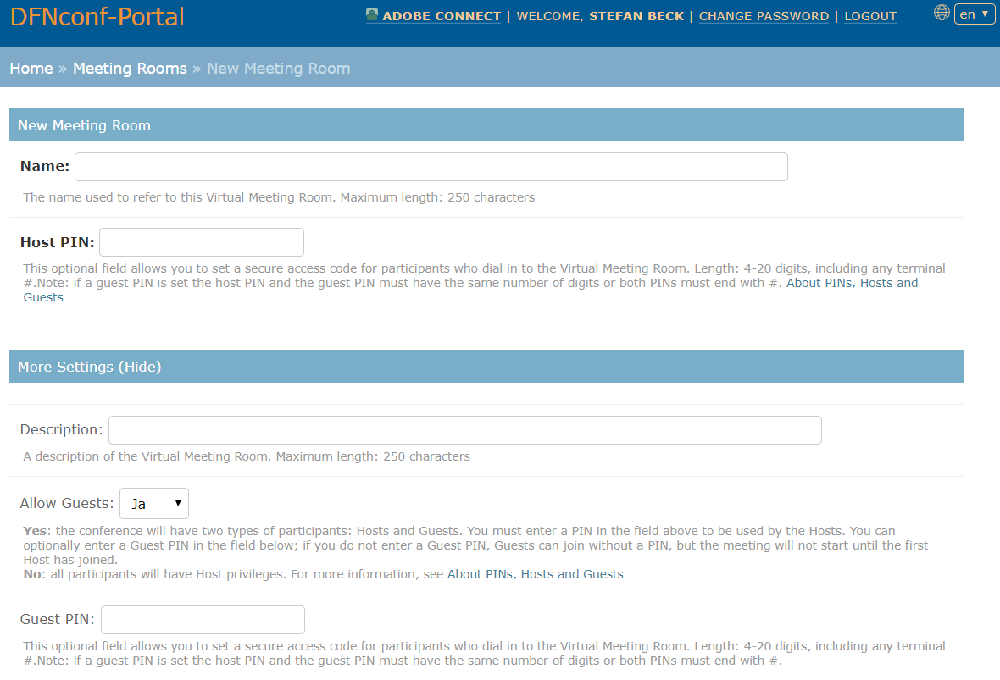 DFNconf-Portal
ADOBE CONNECT | WELCOME, STEFAN BECK | CHANGE PASSWORD | LOGOUT
en ▼
Home » Meeting Rooms » New Meeting Room
New Meeting Room
Name:
The name used to refer to this Virtual Meeting Room. Maximum length: 250 characters
Host PIN:
This optional field allows you to set a secure access code for participants who dial in to the Virtual Meeting Room. Length: 4-20 digits, including any terminal
#.Note: if a guest PIN is set the host PIN and the guest PIN must have the same number of digits or both PINs must end with #. About PINs, Hosts and
Guests
More Settings (Hide)
Description:
A description of the Virtual Meeting Room. Maximum length: 250 characters
Allow Guests: Ja ▼
Yes: the conference will have two types of participants: Hosts and Guests. You must enter a PIN in the field above to be used by the Hosts. You can
optionally enter a Guest PIN in the field below; if you do not enter a Guest PIN, Guests can join without a PIN, but the meeting will not start until the first
Host has joined.
No: all participants will have Host privileges. For more information, see About PINs, Hosts and Guests
Guest PIN:
This optional field allows you to set a secure access code for participants who dial in to the Virtual Meeting Room. Length: 4-20 digits, including any terminal
#.Note: if a guest PIN is set the host PIN and the guest PIN must have the same number of digits or both PINs must end with #.